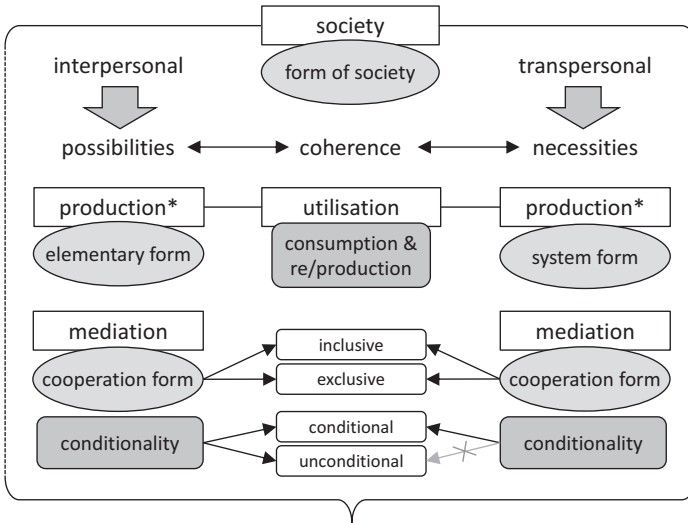 society
interpersonal
form of society
transpersonal
possibilities
coherence
necessities
production*
utilisation
production*
elementary form
consumption &
re/production
system form
mediation
mediation
inclusive
cooperation form
exclusive
cooperation form
conditionality
conditional
conditionality
unconditional